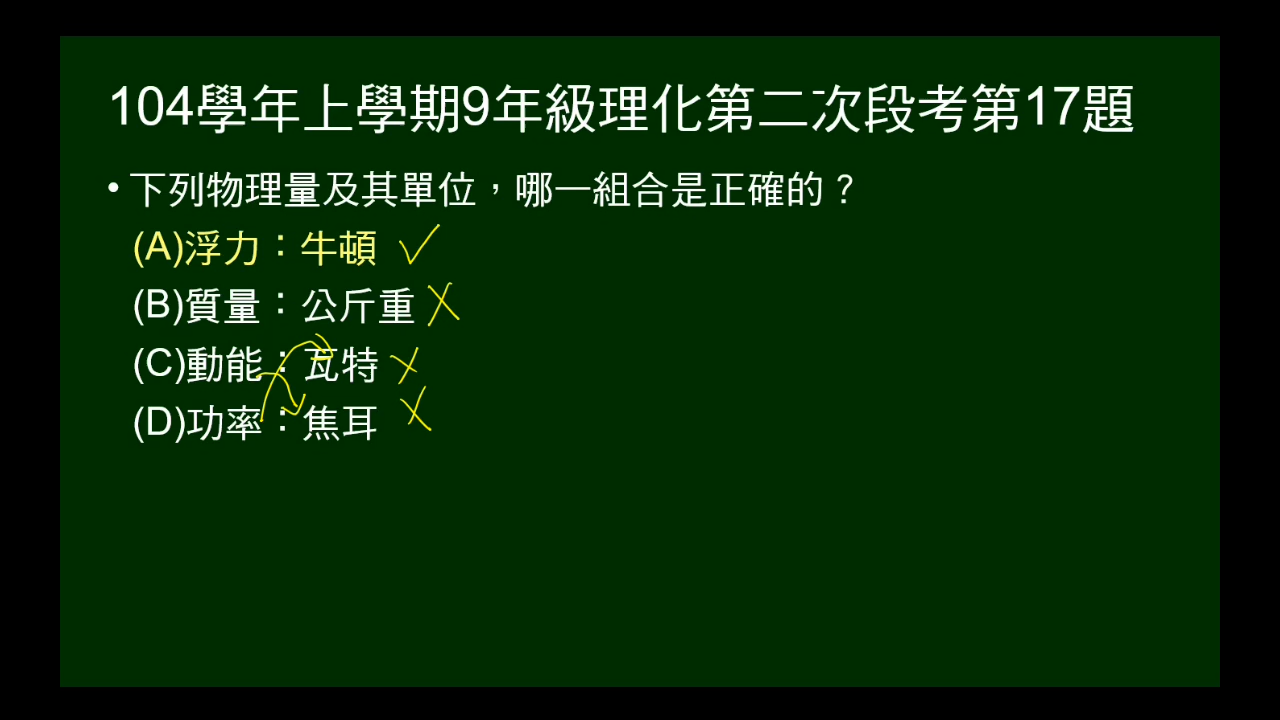 104學年上學期9年級理化第二次段考第17題
•下列物理量及其單位，哪一組合是正確的？
(A)浮力：牛頓
(B)質量：公斤重
(C)動能：瓦特
(D)功率：焦耳